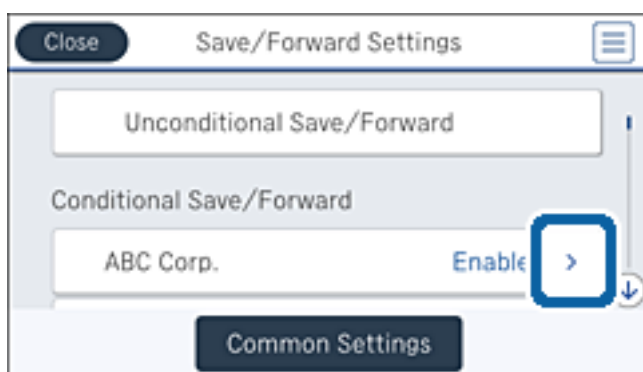 Close Save/Forward Settings
Unconditional Save/Forward
Conditional Save/Forward
ABC Corp. Enable
Common Settings